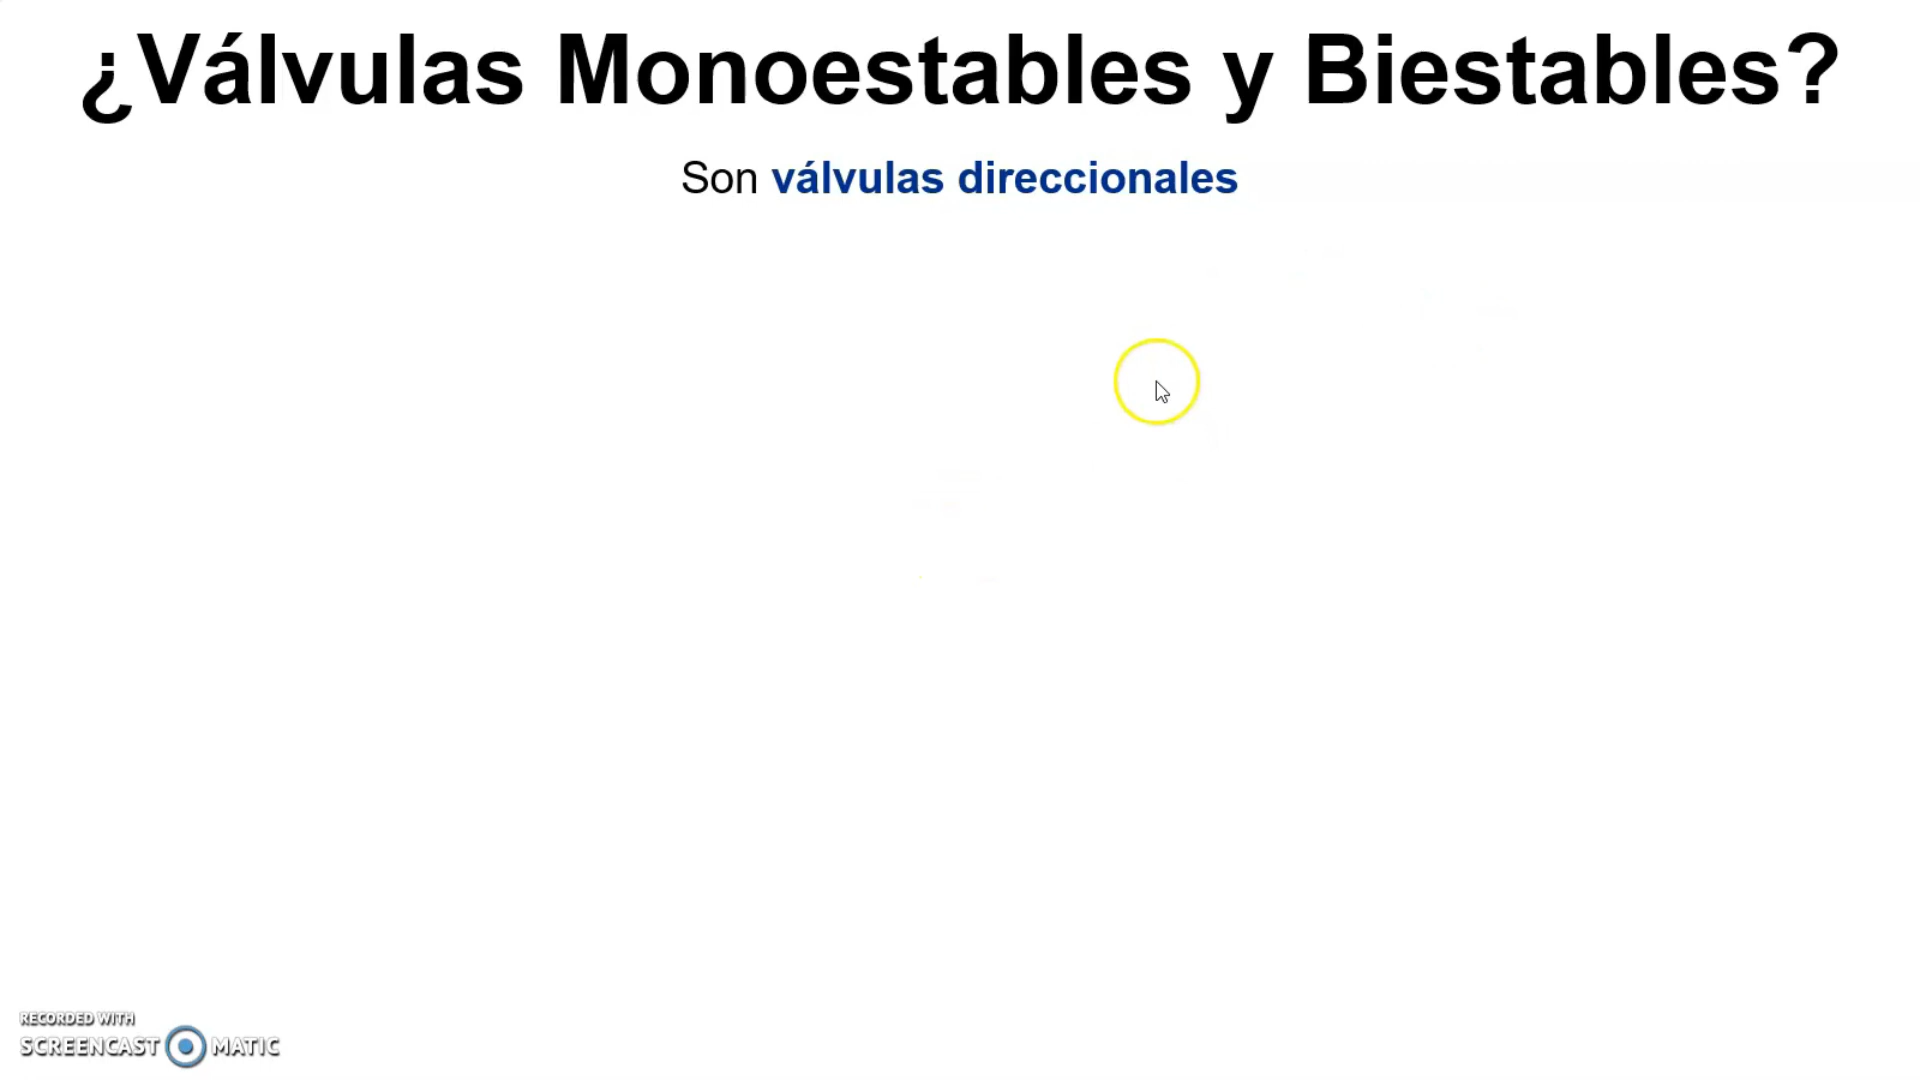 ¿Válvulas Monoestables y Biestables?
Son válvulas direccionales
RECORDED WITH
SCREENCAST MATIC